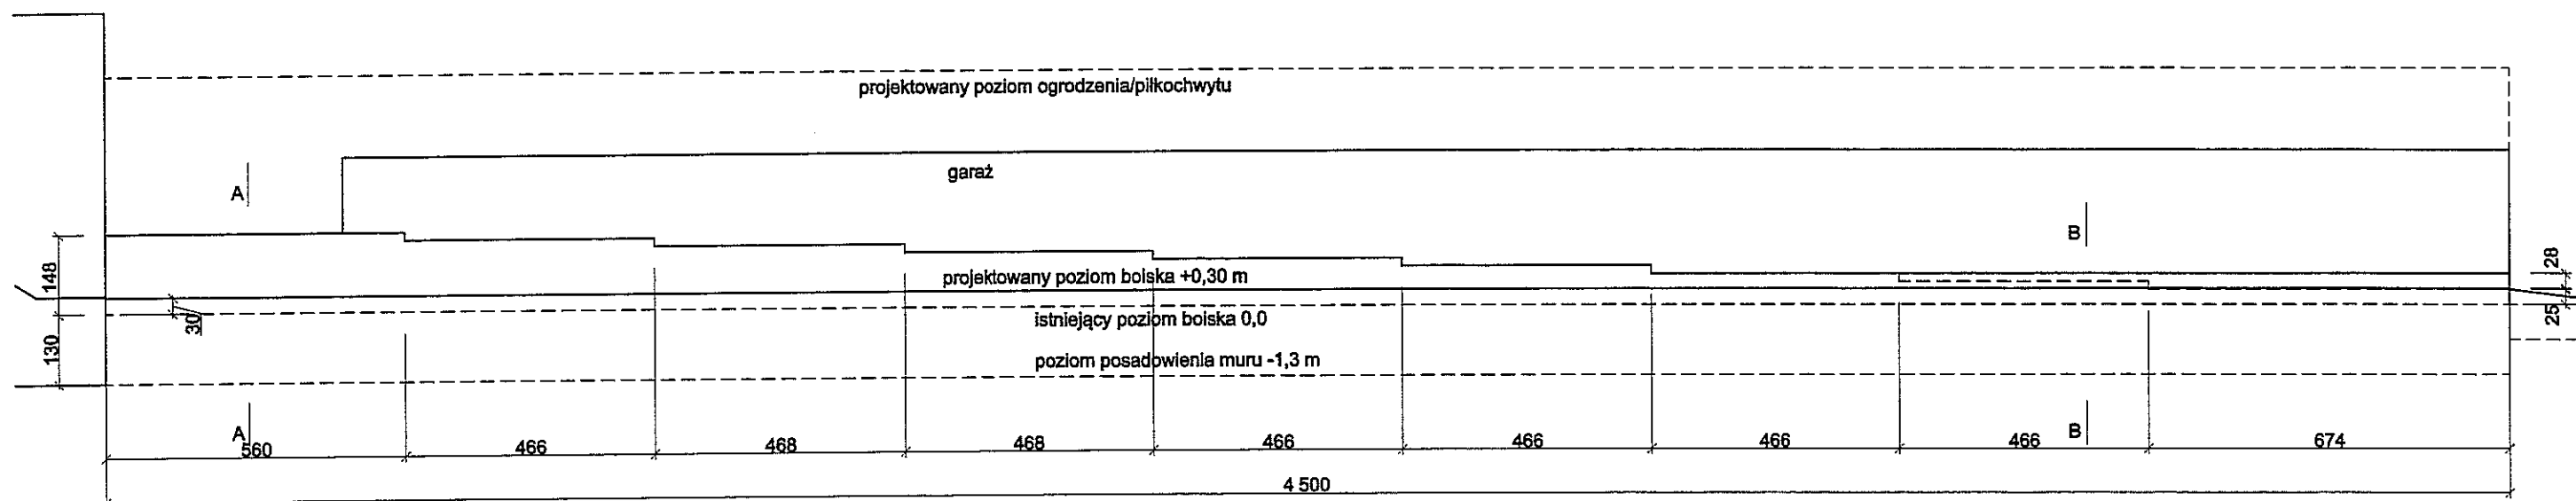 projektowany poziom ogrodzenia/piłkochwytu
garaż
A
B
148
projektowany poziom boiska +0,30 m
28
30
istniejący poziom boiska 0,0
25
130
poziom posadowienia muru -1,3 m
A
B
560
466
468
468
466
466
466
466
674
4 500